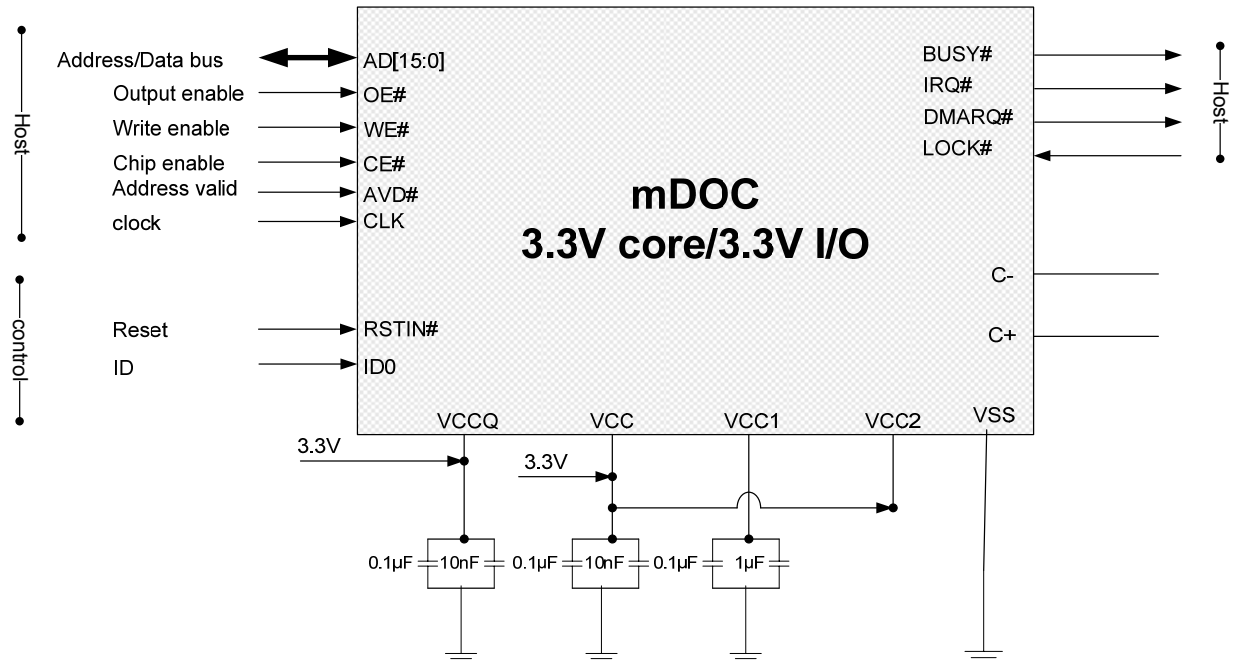 Host
Address/Data bus
Output enable
Write enable
Chip enable
Address valid
clock
control
Reset
ID
AD[15:0]
OE#
WE#
CE#
AVD#
CLK
RSTIN#
ID0
mDOC
3.3V core/3.3V I/O
BUSY#
IRQ#
DMARQ#
LOCK#
Host
C-
C+
VCCQ
VCC
VCC1
VCC2
VSS
3.3V
3.3V
0.1µF
10nF
0.1µF
10nF
0.1µF
1µF